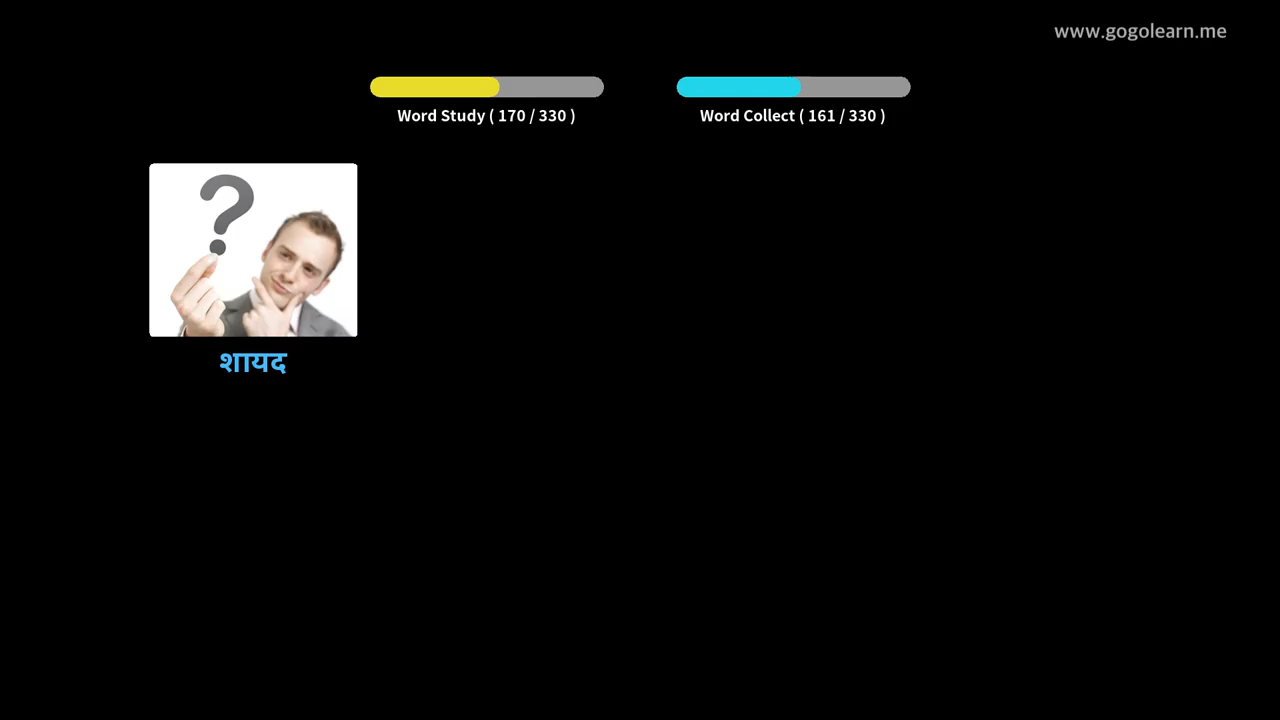 www.gogolearn.me
Word Study ( 170 / 330 )
Word Collect ( 161 / 330 )
?
शायद